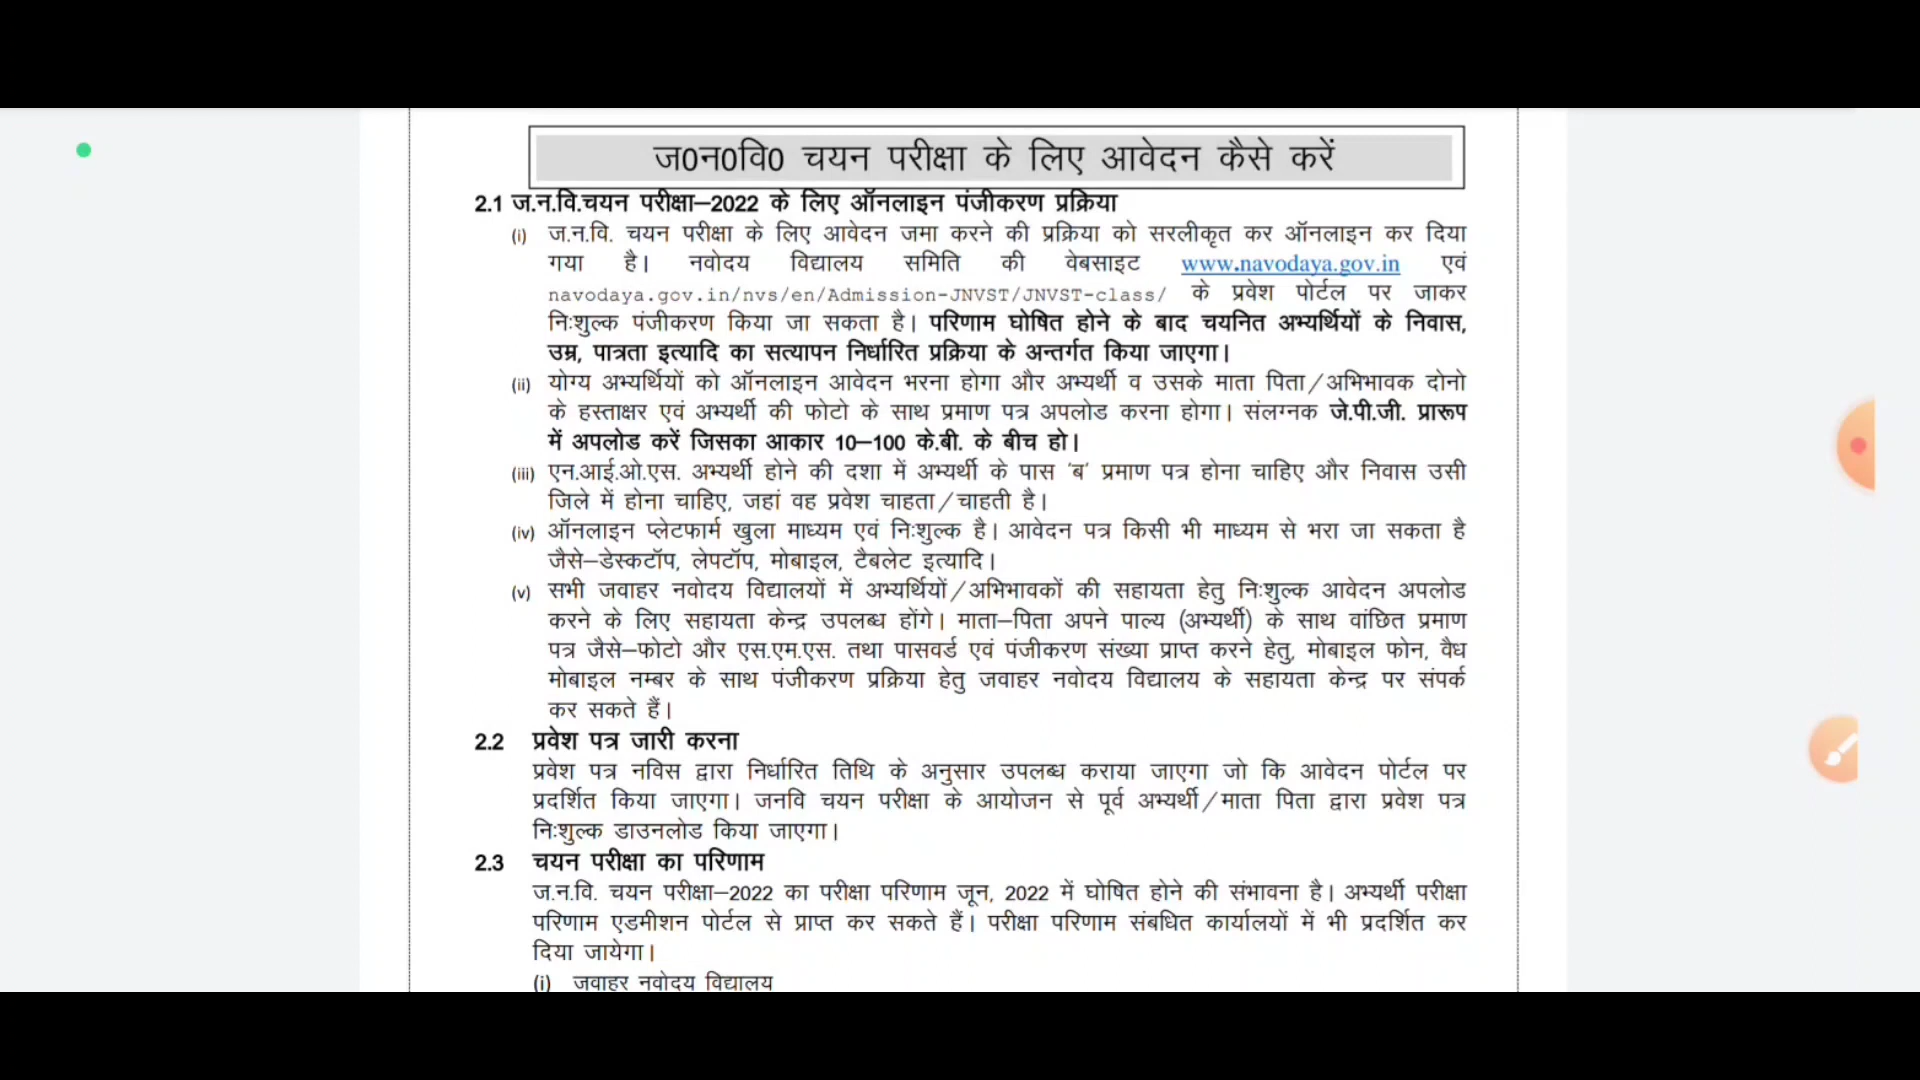 ज0न0वि0 चयन परीक्षा के लिए आवेदन कैसे करें
2.1 ज.न.वि.चयन परीक्षा–2022 के लिए ऑनलाइन पंजीकरण प्रक्रिया
(i) ज.न.वि. चयन परीक्षा के लिए आवेदन जमा करने की प्रक्रिया को सरलीकृत कर ऑनलाइन कर दिया
गया है। नवोदय विद्यालय समिति की वेबसाइट www.navodaya.gov.in एवं
navodaya.gov.in/nvs/en/Admission-JNVST/JNVST-class/ के प्रवेश पोर्टल पर जाकर
निःशुल्क पंजीकरण किया जा सकता है। परिणाम घोषित होने के बाद चयनित अभ्यर्थियों के निवास,
उम्र, पात्रता इत्यादि का सत्यापन निर्धारित प्रक्रिया के अन्तर्गत किया जाएगा।
(ii) योग्य अभ्यर्थियों को ऑनलाइन आवेदन भरना होगा और अभ्यर्थी व उसके माता पिता/अभिभावक दोनो
के हस्ताक्षर एवं अभ्यर्थी की फोटो के साथ प्रमाण पत्र अपलोड करना होगा। संलग्नक जे.पी.जी. प्रारूप
में अपलोड करें जिसका आकार 10–100 के.बी. के बीच हो।
(iii) एन.आई.ओ.एस. अभ्यर्थी होने की दशा में अभ्यर्थी के पास ‘ब’ प्रमाण पत्र होना चाहिए और निवास उसी
जिले में होना चाहिए, जहां वह प्रवेश चाहता/चाहती है।
(iv) ऑनलाइन प्लेटफार्म खुला माध्यम एवं निःशुल्क है। आवेदन पत्र किसी भी माध्यम से भरा जा सकता है
जैसे–डेस्कटॉप, लेपटॉप, मोबाइल, टैबलेट इत्यादि।
(v) सभी जवाहर नवोदय विद्यालयों में अभ्यर्थियों/अभिभावकों की सहायता हेतु निःशुल्क आवेदन अपलोड
करने के लिए सहायता केन्द्र उपलब्ध होंगे। माता–पिता अपने पाल्य (अभ्यर्थी) के साथ वांछित प्रमाण
पत्र जैसे–फोटो और एस.एम.एस. तथा पासवर्ड एवं पंजीकरण संख्या प्राप्त करने हेतु, मोबाइल फोन, वैध
मोबाइल नम्बर के साथ पंजीकरण प्रक्रिया हेतु जवाहर नवोदय विद्यालय के सहायता केन्द्र पर संपर्क
कर सकते हैं।
2.2 प्रवेश पत्र जारी करना
प्रवेश पत्र नविस द्वारा निर्धारित तिथि के अनुसार उपलब्ध कराया जाएगा जो कि आवेदन पोर्टल पर
प्रदर्शित किया जाएगा। जनवि चयन परीक्षा के आयोजन से पूर्व अभ्यर्थी/माता पिता द्वारा प्रवेश पत्र
निःशुल्क डाउनलोड किया जाएगा।
2.3 चयन परीक्षा का परिणाम
ज.न.वि. चयन परीक्षा–2022 का परीक्षा परिणाम जून, 2022 में घोषित होने की संभावना है। अभ्यर्थी परीक्षा
परिणाम एडमीशन पोर्टल से प्राप्त कर सकते हैं। परीक्षा परिणाम संबधित कार्यालयों में भी प्रदर्शित कर
दिया जायेगा।
(i) जवाहर नवोदय विद्यालय